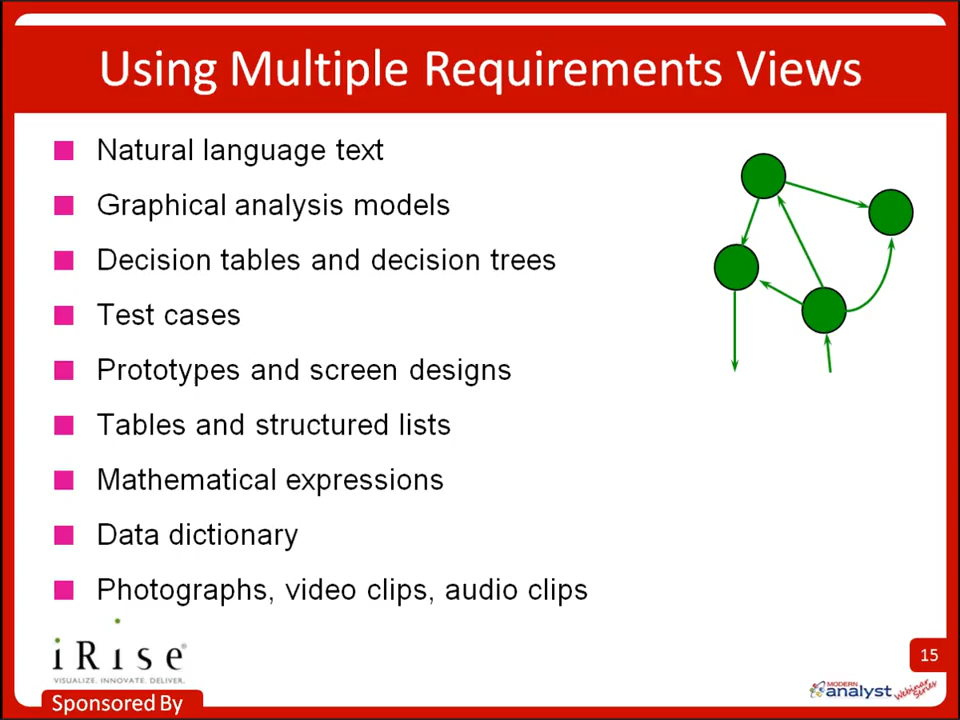 Using Multiple Requirements Views
Natural language text
Graphical analysis models
Decision tables and decision trees
Test cases
Prototypes and screen designs
Tables and structured lists
Mathematical expressions
Data dictionary
Photographs, video clips, audio clips
iRise®
VISUALIZE. INNOVATE. DELIVER.
Sponsored By
15
MODERN
analyst Webinar
Series